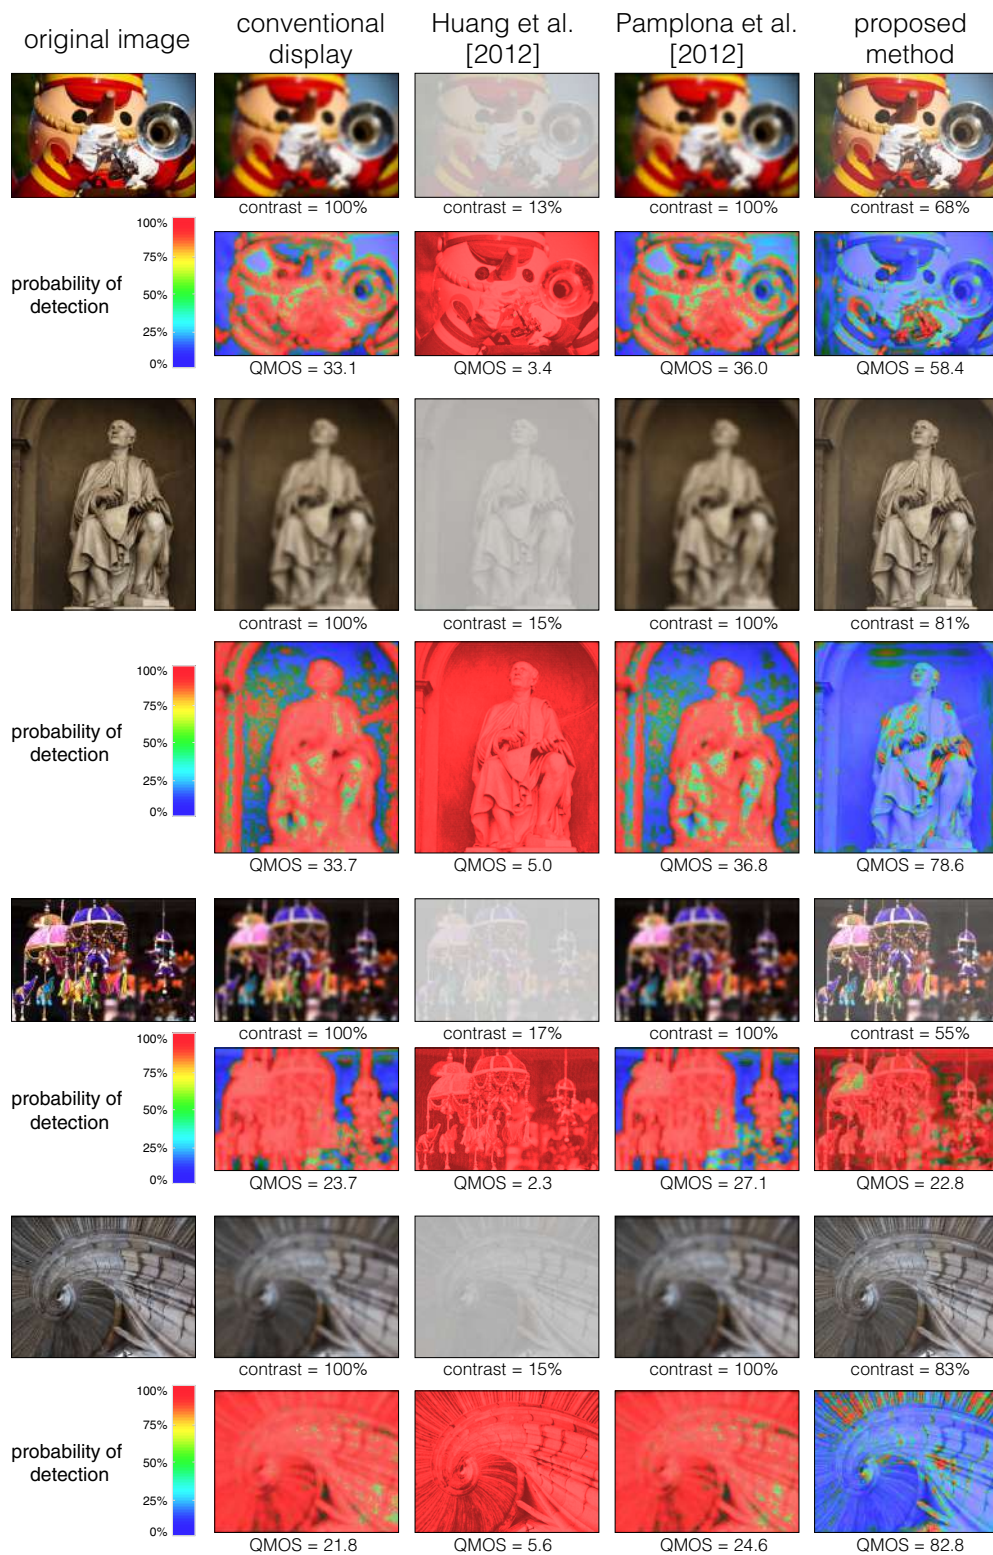 original image
conventional
display
Huang et al.
[2012]
Pamplona et al.
[2012]
proposed
method
contrast = 100%
contrast = 13%
contrast = 100%
contrast = 68%
probability of
detection
100%
75%
50%
25%
0%
QMOS = 33.1
QMOS = 3.4
QMOS = 36.0
QMOS = 58.4
contrast = 100%
contrast = 15%
contrast = 100%
contrast = 81%
probability of
detection
100%
75%
50%
25%
0%
QMOS = 33.7
QMOS = 5.0
QMOS = 36.8
QMOS = 78.6
contrast = 100%
contrast = 17%
contrast = 100%
contrast = 55%
probability of
detection
100%
75%
50%
25%
0%
QMOS = 23.7
QMOS = 2.3
QMOS = 27.1
QMOS = 22.8
contrast = 100%
contrast = 15%
contrast = 100%
contrast = 83%
probability of
detection
100%
75%
50%
25%
0%
QMOS = 21.8
QMOS = 5.6
QMOS = 24.6
QMOS = 82.8